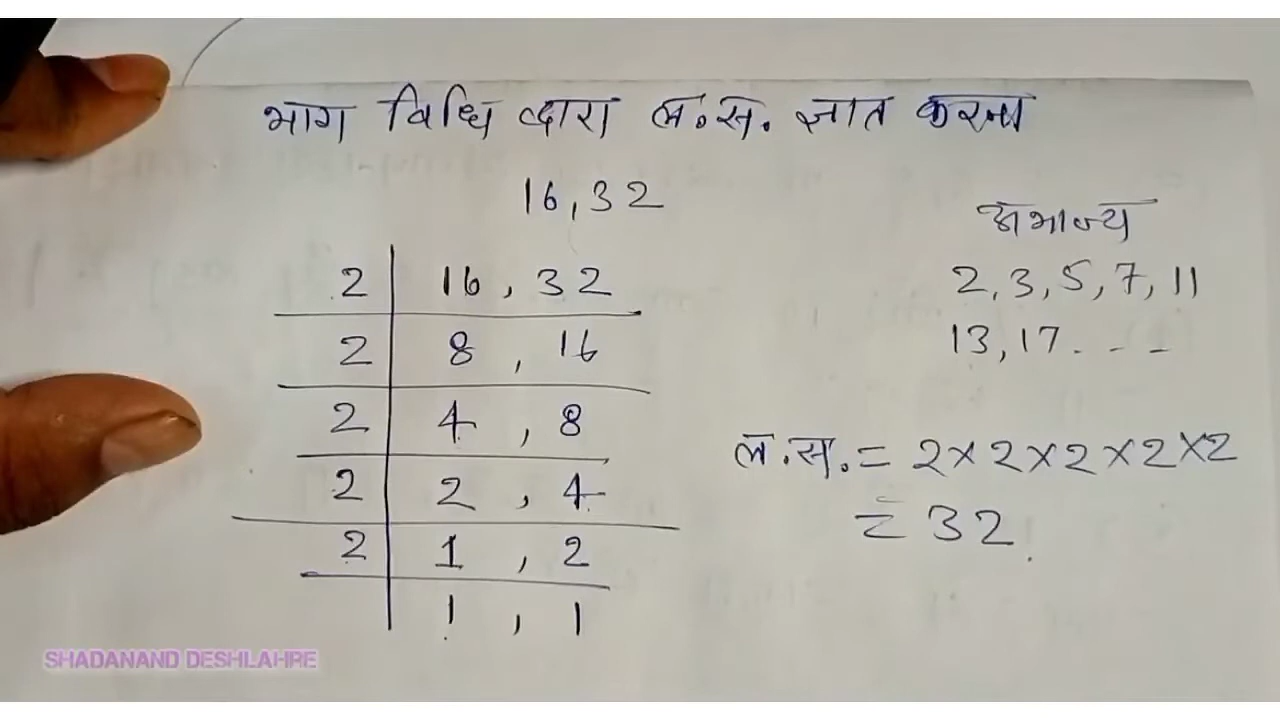 भाग विधि द्वारा ल.स. ज्ञात करना
16,32
अभाज्य
2,3,5,7,11
13,17---
2 | 16, 32
2 | 8, 16
2 | 4, 8
2 | 2, 4
2 | 1, 2
1, 1
ल.स. = 2×2×2×2×2
= 32
SHADANAND DESHLAHRE